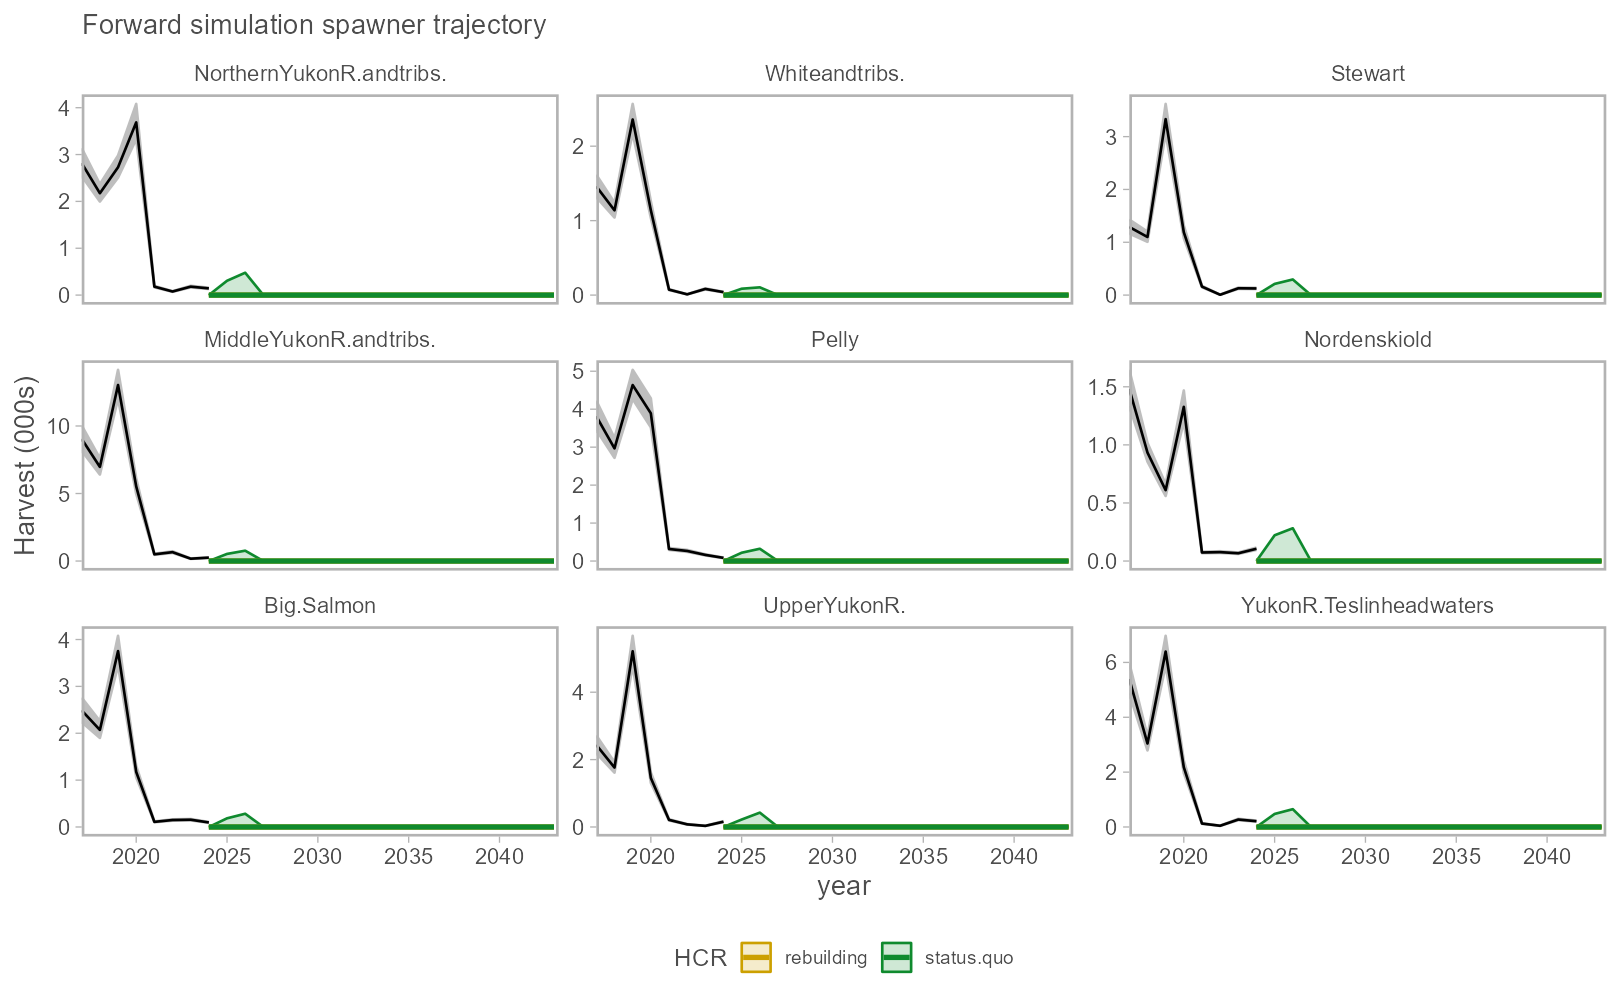 Forward simulation spawner trajectory
NorthernYukonR.andtribs.
Whiteandtribs.
Stewart
4
3
2
1
0
2
1
0
3
2
1
0
MiddleYukonR.andtribs.
Pelly
Nordenskiold
Harvest (000s)
10
5
0
5
4
3
2
1
0
1.5
1.0
0.5
0.0
Big.Salmon
UpperYukonR.
YukonR.Teslinheadwaters
4
3
2
1
0
4
2
0
6
4
2
0
2020 2025 2030 2035 2040
2020 2025 2030 2035 2040
2020 2025 2030 2035 2040
year
HCR rebuilding status.quo